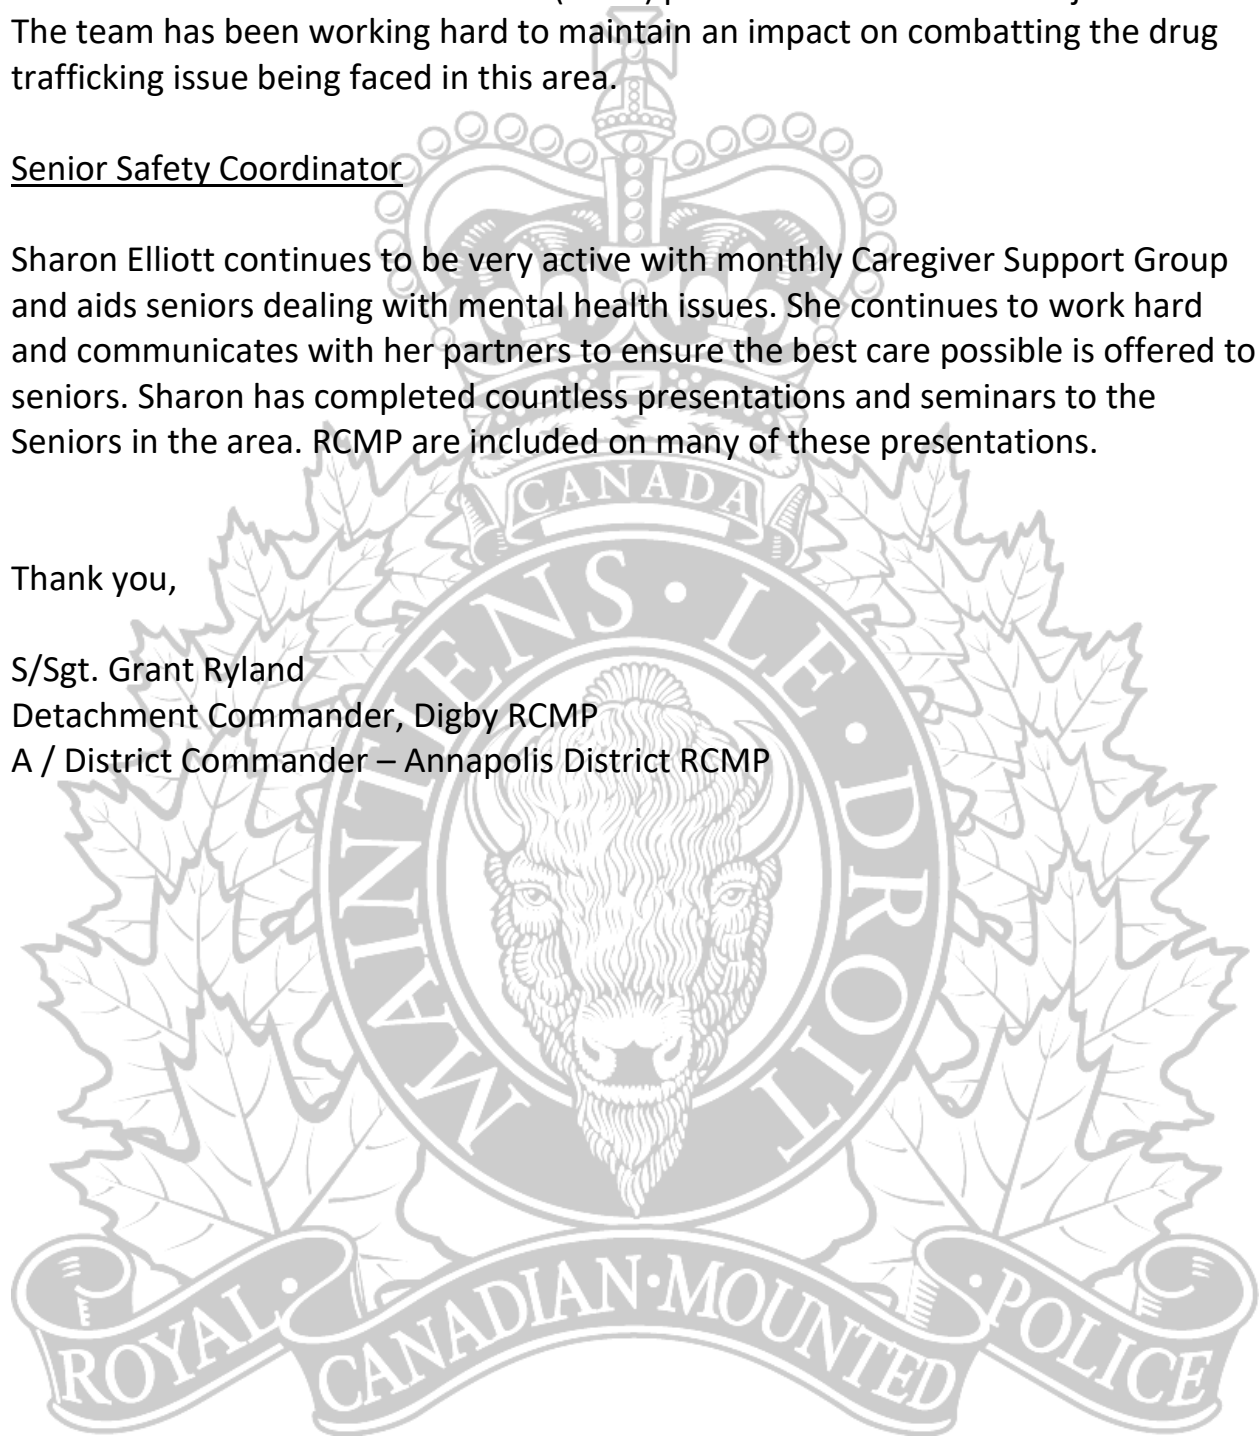 The team has been working hard to maintain an impact on combatting the drug
trafficking issue being faced in this area.
Senior Safety Coordinator
Sharon Elliott continues to be very active with monthly Caregiver Support Group
and aids seniors dealing with mental health issues. She continues to work hard
and communicates with her partners to ensure the best care possible is offered to
seniors. Sharon has completed countless presentations and seminars to the
Seniors in the area. RCMP are included on many of these presentations.
CANADA
Thank you,
S/Sgt. Grant Ryland
Detachment Commander, Digby RCMP
A / District Commander – Annapolis District RCMP
MAINTIENS · LE · DROIT
ROYAL · CANADIAN · MOUNTED · POLICE